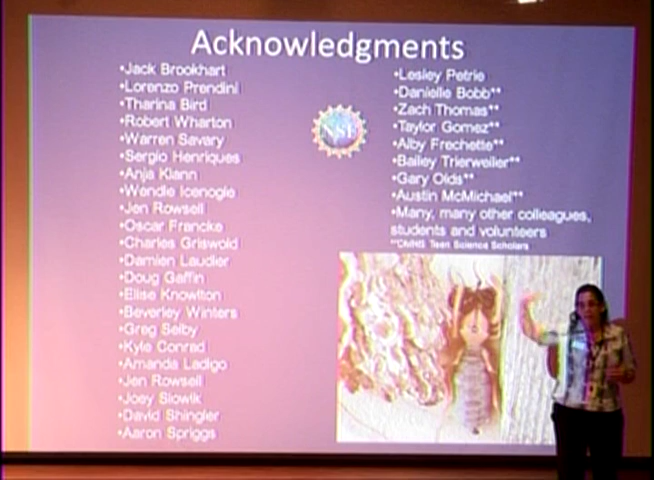 Acknowledgments
•Jack Brookhart
•Lorenzo Prendini
•Tharina Bird
•Robert Wharton
•Warren Savary
•Sergio Henriques
•Anja Klann
•Wendie Icenogle
•Jen Rowsell
•Oscar Francke
•Charles Griswold
•Damien Laudier
•Doug Gaffin
•Elise Knowlton
•Beverley Winters
•Greg Selby
•Kyle Conrad
•Amanda Ladigo
•Jen Rowsell
•Joey Slowik
•David Shingler
•Aaron Spriggs
NSF
•Lesley Petrie
•Danielle Bobb**
•Zach Thomas**
•Taylor Gomez**
•Alby Frechette**
•Bailey Trierweiler**
•Gary Olds**
•Austin McMichael**
•Many, many other colleagues,
students and volunteers
**DMNS Teen Science Scholars